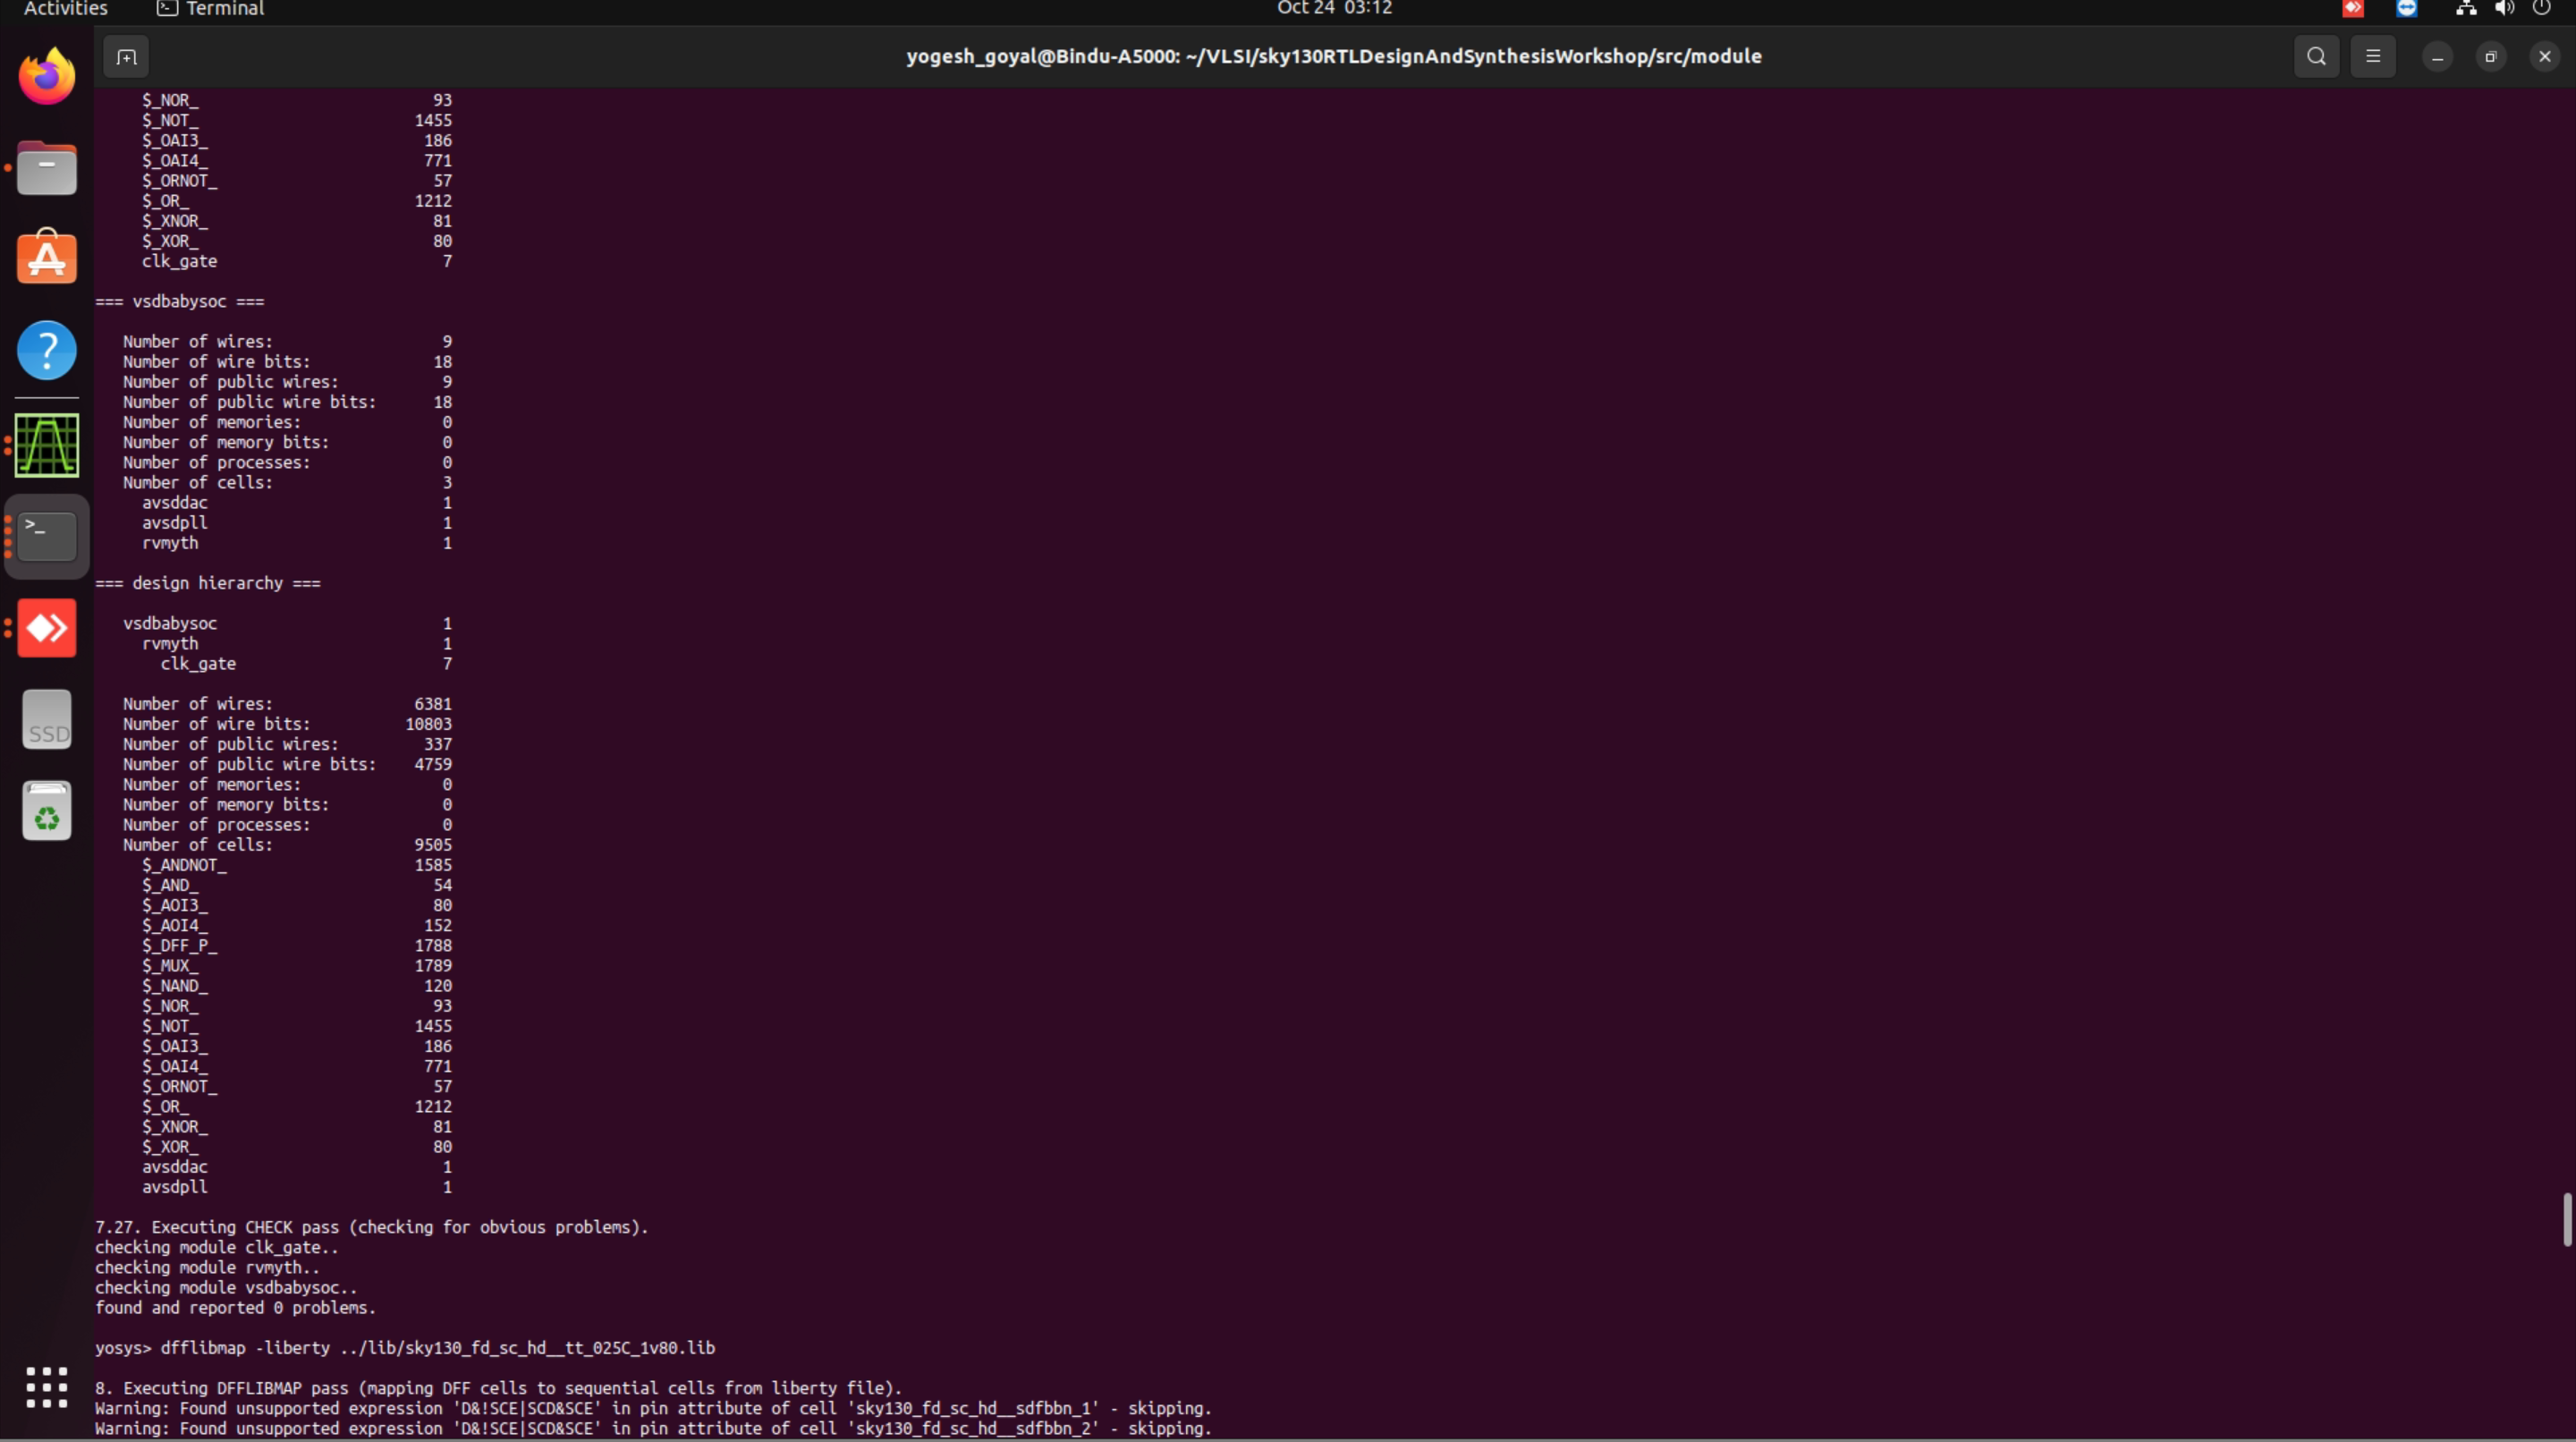 Activities
Terminal
Oct 24 03:12
yogesh_goyal@Bindu-A5000: ~/VLSI/sky130RTLDesignAndSynthesisWorkshop/src/module
$_NOR_ 93
$_NOT_ 1455
$_OAI3_ 186
$_OAI4_ 771
$_ORNOT_ 57
$_OR_ 1212
$_XNOR_ 81
$_XOR_ 80
clk_gate 7
=== vsdbabysoc ===
Number of wires: 9
Number of wire bits: 18
Number of public wires: 9
Number of public wire bits: 18
Number of memories: 0
Number of memory bits: 0
Number of processes: 0
Number of cells: 3
avsddac 1
avsdpll 1
rvmyth 1
=== design hierarchy ===
vsdbabysoc 1
rvmyth 1
clk_gate 7
Number of wires: 6381
Number of wire bits: 10803
Number of public wires: 337
Number of public wire bits: 4759
Number of memories: 0
Number of memory bits: 0
Number of processes: 0
Number of cells: 9505
$_ANDNOT_ 1585
$_AND_ 54
$_AOI3_ 80
$_AOI4_ 152
$_DFF_P_ 1788
$_MUX_ 1789
$_NAND_ 120
$_NOR_ 93
$_NOT_ 1455
$_OAI3_ 186
$_OAI4_ 771
$_ORNOT_ 57
$_OR_ 1212
$_XNOR_ 81
$_XOR_ 80
avsddac 1
avsdpll 1
7.27. Executing CHECK pass (checking for obvious problems).
checking module clk_gate..
checking module rvmyth..
checking module vsdbabysoc..
found and reported 0 problems.
yosys> dfflibmap -liberty ../lib/sky130_fd_sc_hd__tt_025C_1v80.lib
8. Executing DFFLIBMAP pass (mapping DFF cells to sequential cells from liberty file).
Warning: Found unsupported expression 'D&!SCE|SCD&SCE' in pin attribute of cell 'sky130_fd_sc_hd__sdfbbn_1' - skipping.
Warning: Found unsupported expression 'D&!SCE|SCD&SCE' in pin attribute of cell 'sky130_fd_sc_hd__sdfbbn_2' - skipping.
SSD